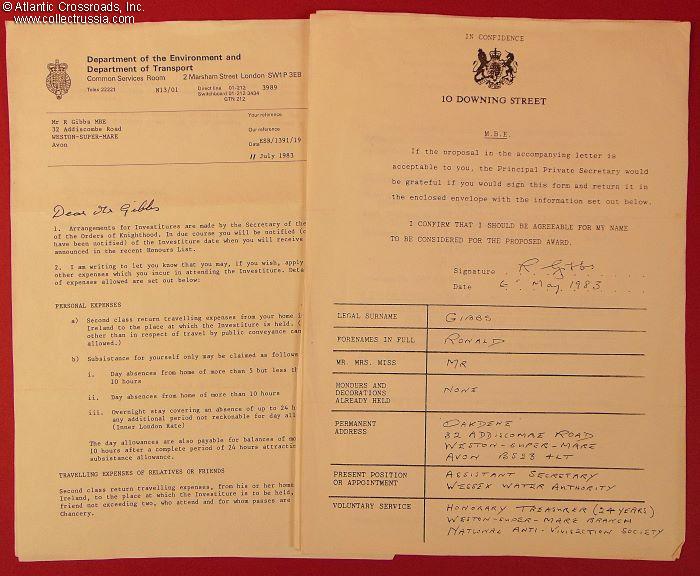 © Atlantic Crossroads, Inc.
www.collectrussia.com
Department of the Environment and
Department of Transport
Common Services Room 2 Marsham Street London SW1P 3EB
Telex 22221 N13/01 Direct line 01-212 3989
Switchboard 01-212 3434
GTN 212
Your reference
Mr R Gibbs MBE
32 Addiscombe Road
WESTON-SUPER-MARE
Avon
Our reference
ESB/1391/19
Date
11 July 1983
Dear Mr Gibbs
1. Arrangements for Investitures are made by the Secretary of the
of the Orders of Knighthood. In due course you will be notified (
have been notified) of the Investiture date when you will receive
announced in the recent Honours List.
2. I am writing to let you know that you may, if you wish, apply
other expenses which you incur in attending the Investiture. Deta
of expenses allowed are set out below:
PERSONAL EXPENSES
a) Second class return travelling expenses from your home i
Ireland to the place at which the Investiture is held. (
other than in respect of travel by public conveyance can
allowed.)
b) Subsistance for yourself only may be claimed as follows
i. Day absences from home of more than 5 but less th
10 hours
ii. Day absences from home of more than 10 hours
iii. Overnight stay covering an absence of up to 24 h
any additional period not reckonable for day all
(Inner London Rate)
The day allowances are also payable for balances of mo
10 hours after a complete period of 24 hours attracti
subsistance allowance.
TRAVELLING EXPENSES OF RELATIVES OR FRIENDS
Second class return travelling expenses, from his or her home
Ireland, to the place at which the Investiture is to be held,
friend not exceeding two, who attend and for whom passes are
Chancery.
IN CONFIDENCE
10 DOWNING STREET
M.B.E.
If the proposal in the accompanying letter is
acceptable to you, the Principal Private Secretary would
be grateful if you would sign this form and return it in
the enclosed envelope with the information set out below.
I CONFIRM THAT I SHOULD BE AGREEABLE FOR MY NAME
TO BE CONSIDERED FOR THE PROPOSED AWARD.
Signature R. Gibbs
Date 6 May, 1983
LEGAL SURNAME GIBBS
FORENAMES IN FULL RONALD
MR. MRS. MISS MR
HONOURS AND
DECORATIONS
ALREADY HELD NONE
PERMANENT
ADDRESS
OAKDENE
32 ADDISCOMBE ROAD
WESTON-SUPER-MARE
AVON BS23 4LT
PRESENT POSITION
OR APPOINTMENT
ASSISTANT SECRETARY
WESSEX WATER AUTHORITY
VOLUNTARY SERVICE HONORARY TREASURER (24 YEARS)
WESTON-SUPER-MARE BRANCH
NATIONAL ANTI-VIVISECTION SOCIETY